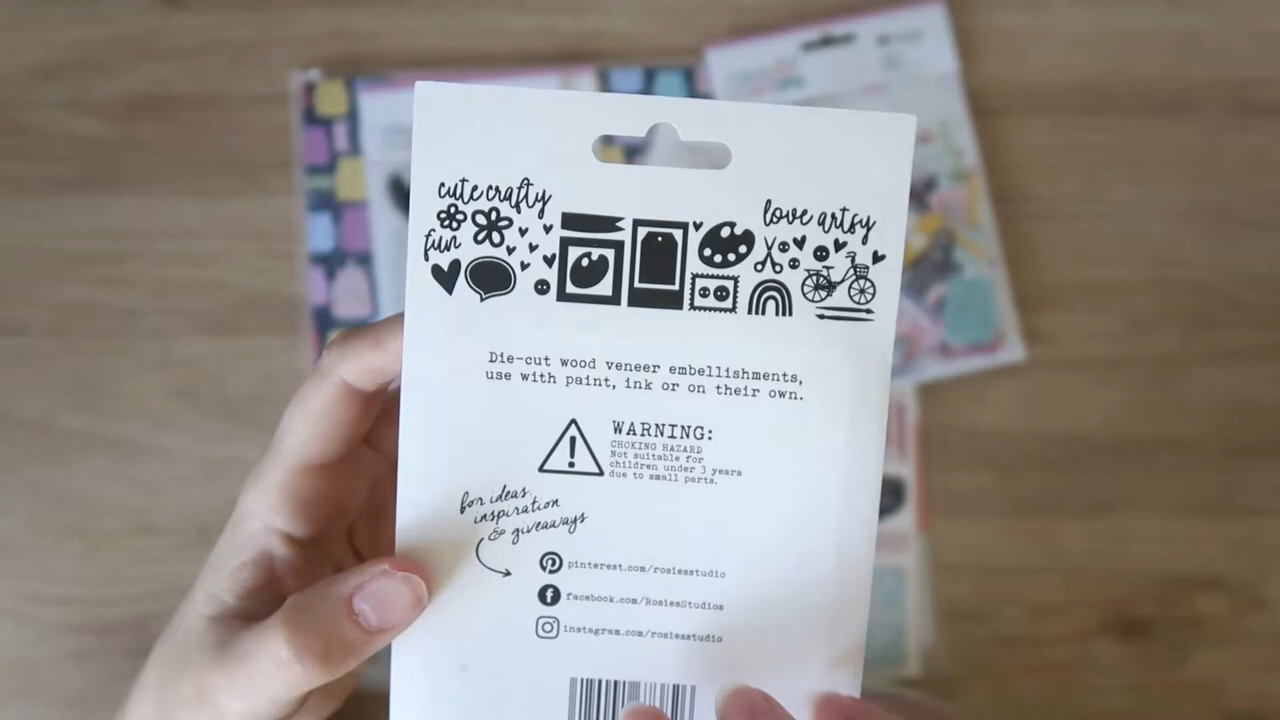 cute crafty
fun
love artsy
Die-cut wood veneer embellishments,
use with paint, ink or on their own.
WARNING:
CHOKING HAZARD
Not suitable for
children under 3 years
due to small parts.
for ideas,
inspiration
& giveaways
pinterest.com/rosiesstudio
facebook.com/RosiesStudios
instagram.com/rosiesstudio